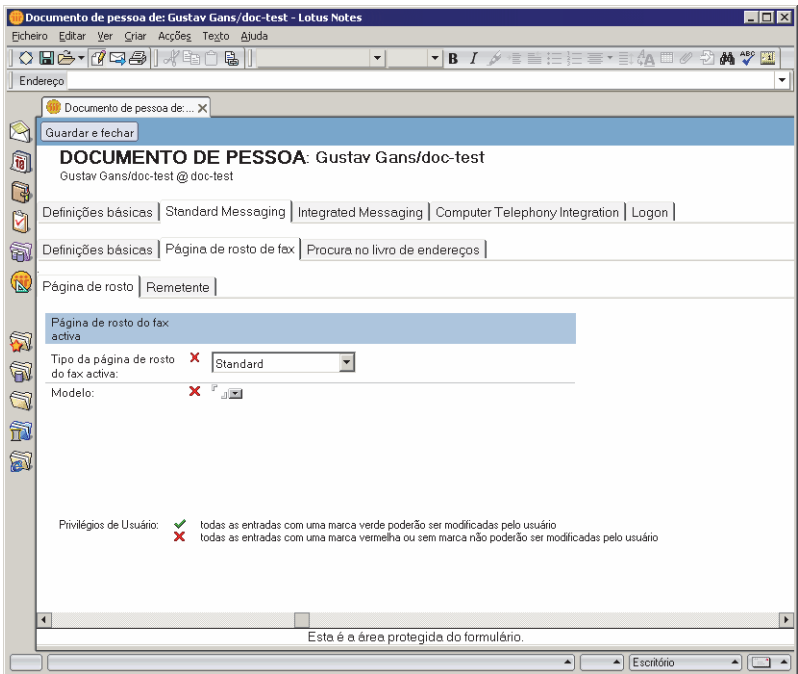 Documento de pessoa de: Gustav Gans/doc-test - Lotus Notes
Ficheiro Editar Ver Criar Acções Texto Ajuda
B I
ABC
Endereço
Documento de pessoa de:...
Guardar e fechar
DOCUMENTO DE PESSOA: Gustav Gans/doc-test
Gustav Gans/doc-test @ doc-test
Definições básicas Standard Messaging Integrated Messaging Computer Telephony Integration Logon
Definições básicas Página de rosto de fax Procura no livro de endereços
Página de rosto Remetente
Página de rosto do fax
activa
Tipo da página de rosto
do fax activa:
Standard
Modelo:
Privilégios de Usuário: todas as entradas com uma marca verde poderão ser modificadas pelo usuário
todas as entradas com uma marca vermelha ou sem marca não poderão ser modificadas pelo usuário
Esta é a área protegida do formulário.
Escritório